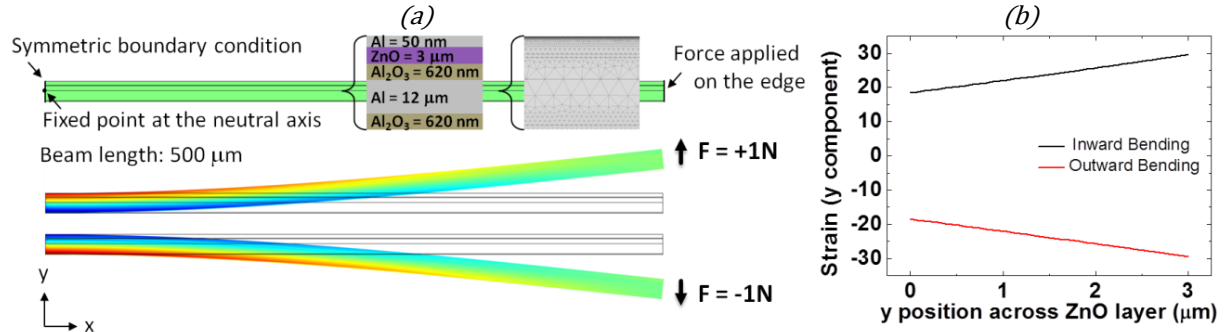 (a)
Symmetric boundary condition
Al = 50 nm
ZnO = 3 μm
Al₂O₃ = 620 nm
Al = 12 μm
Al₂O₃ = 620 nm
Force applied
on the edge
Fixed point at the neutral axis
Beam length: 500 μm
F = +1N
F = -1N
y
x
(b)
Strain (y component)
30
20
10
0
-10
-20
-30
Inward Bending
Outward Bending
0 1 2 3
y position across ZnO layer (μm)